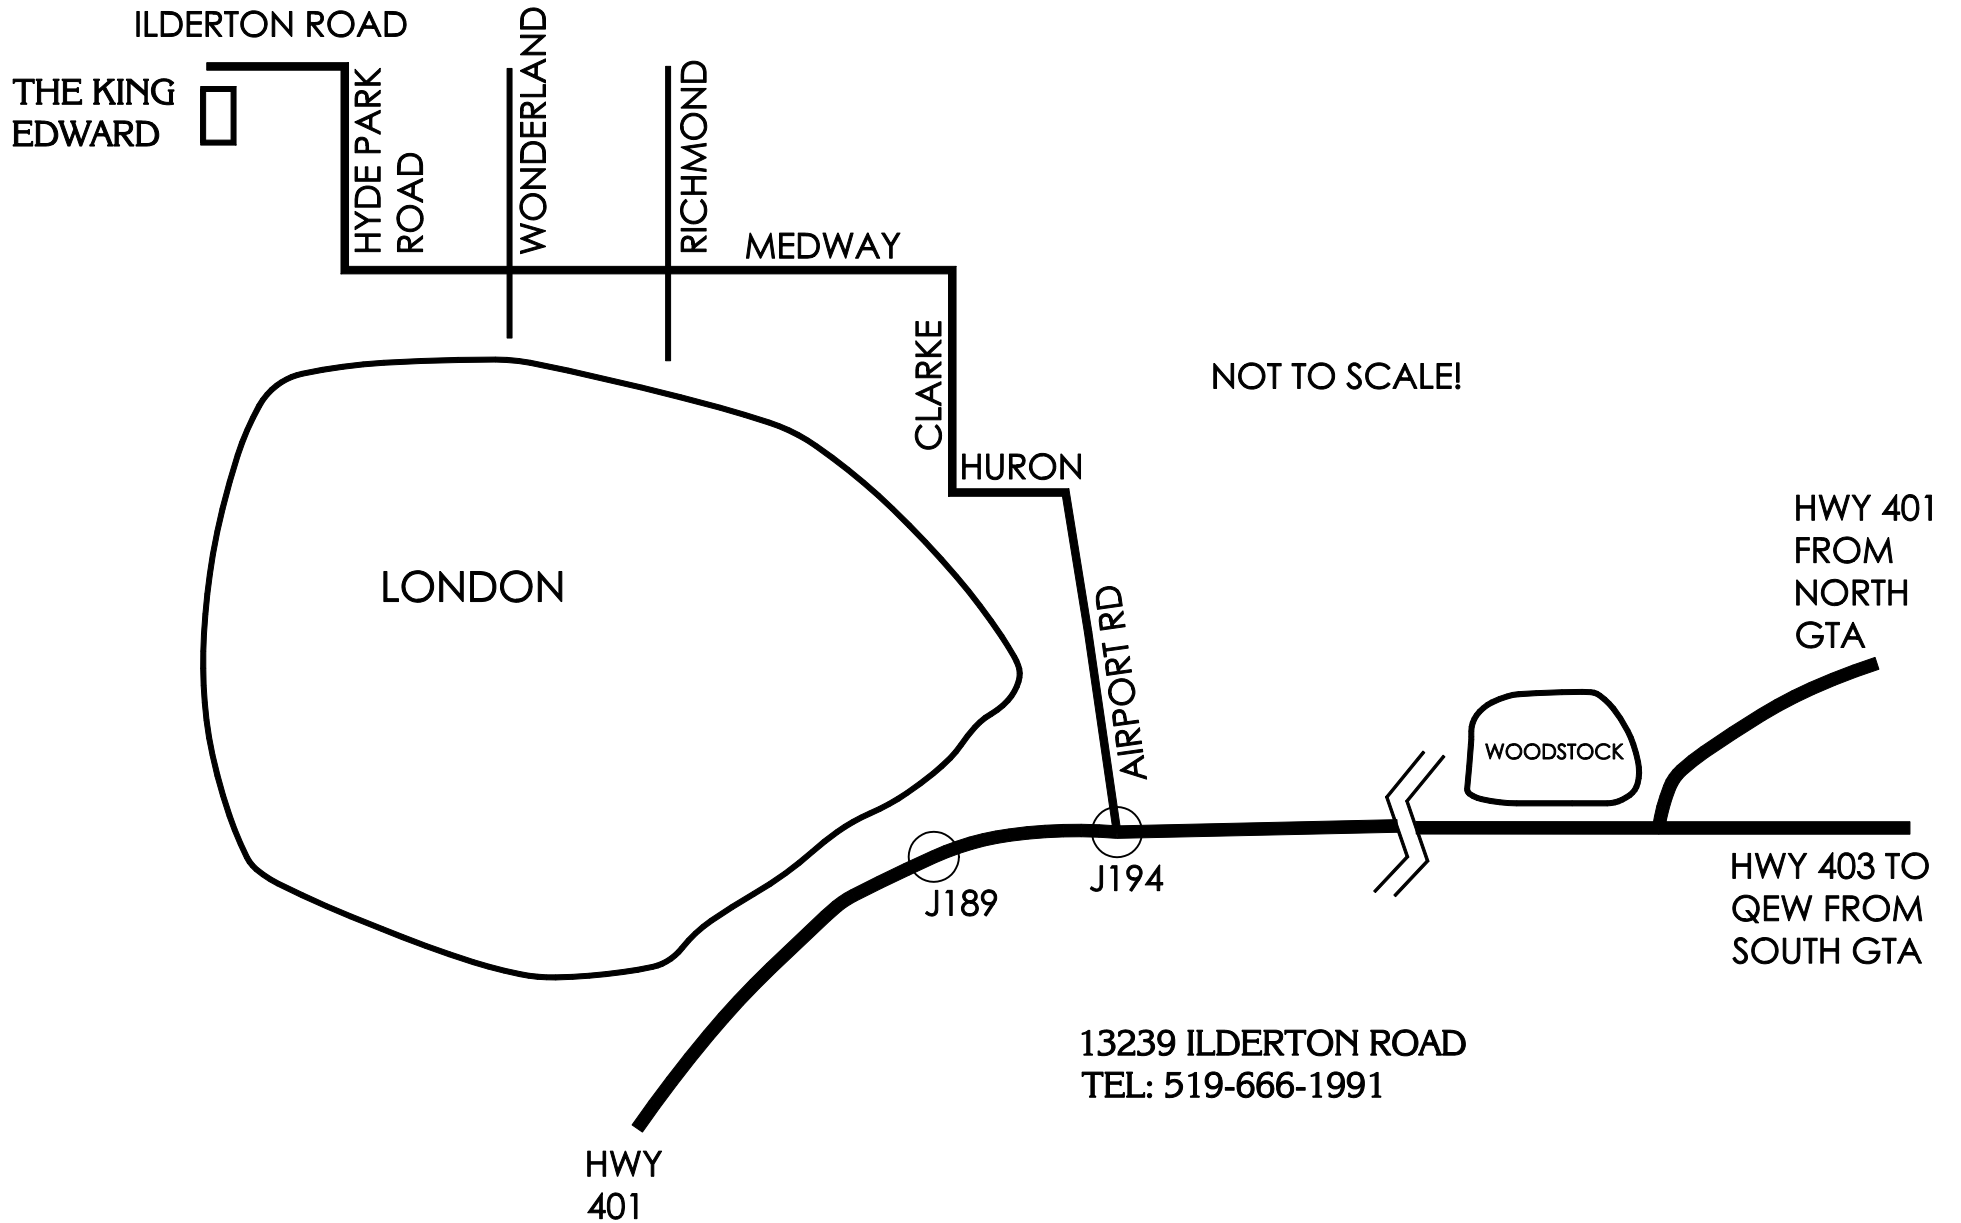 ILDERTON ROAD
THE KING
EDWARD
HYDE PARK
ROAD
WONDERLAND
RICHMOND
MEDWAY
CLARKE
NOT TO SCALE!
HURON
HWY 401
FROM
NORTH
GTA
LONDON
AIRPORT RD
WOODSTOCK
J194
J189
HWY 403 TO
QEW FROM
SOUTH GTA
13239 ILDERTON ROAD
TEL: 519-666-1991
HWY
401